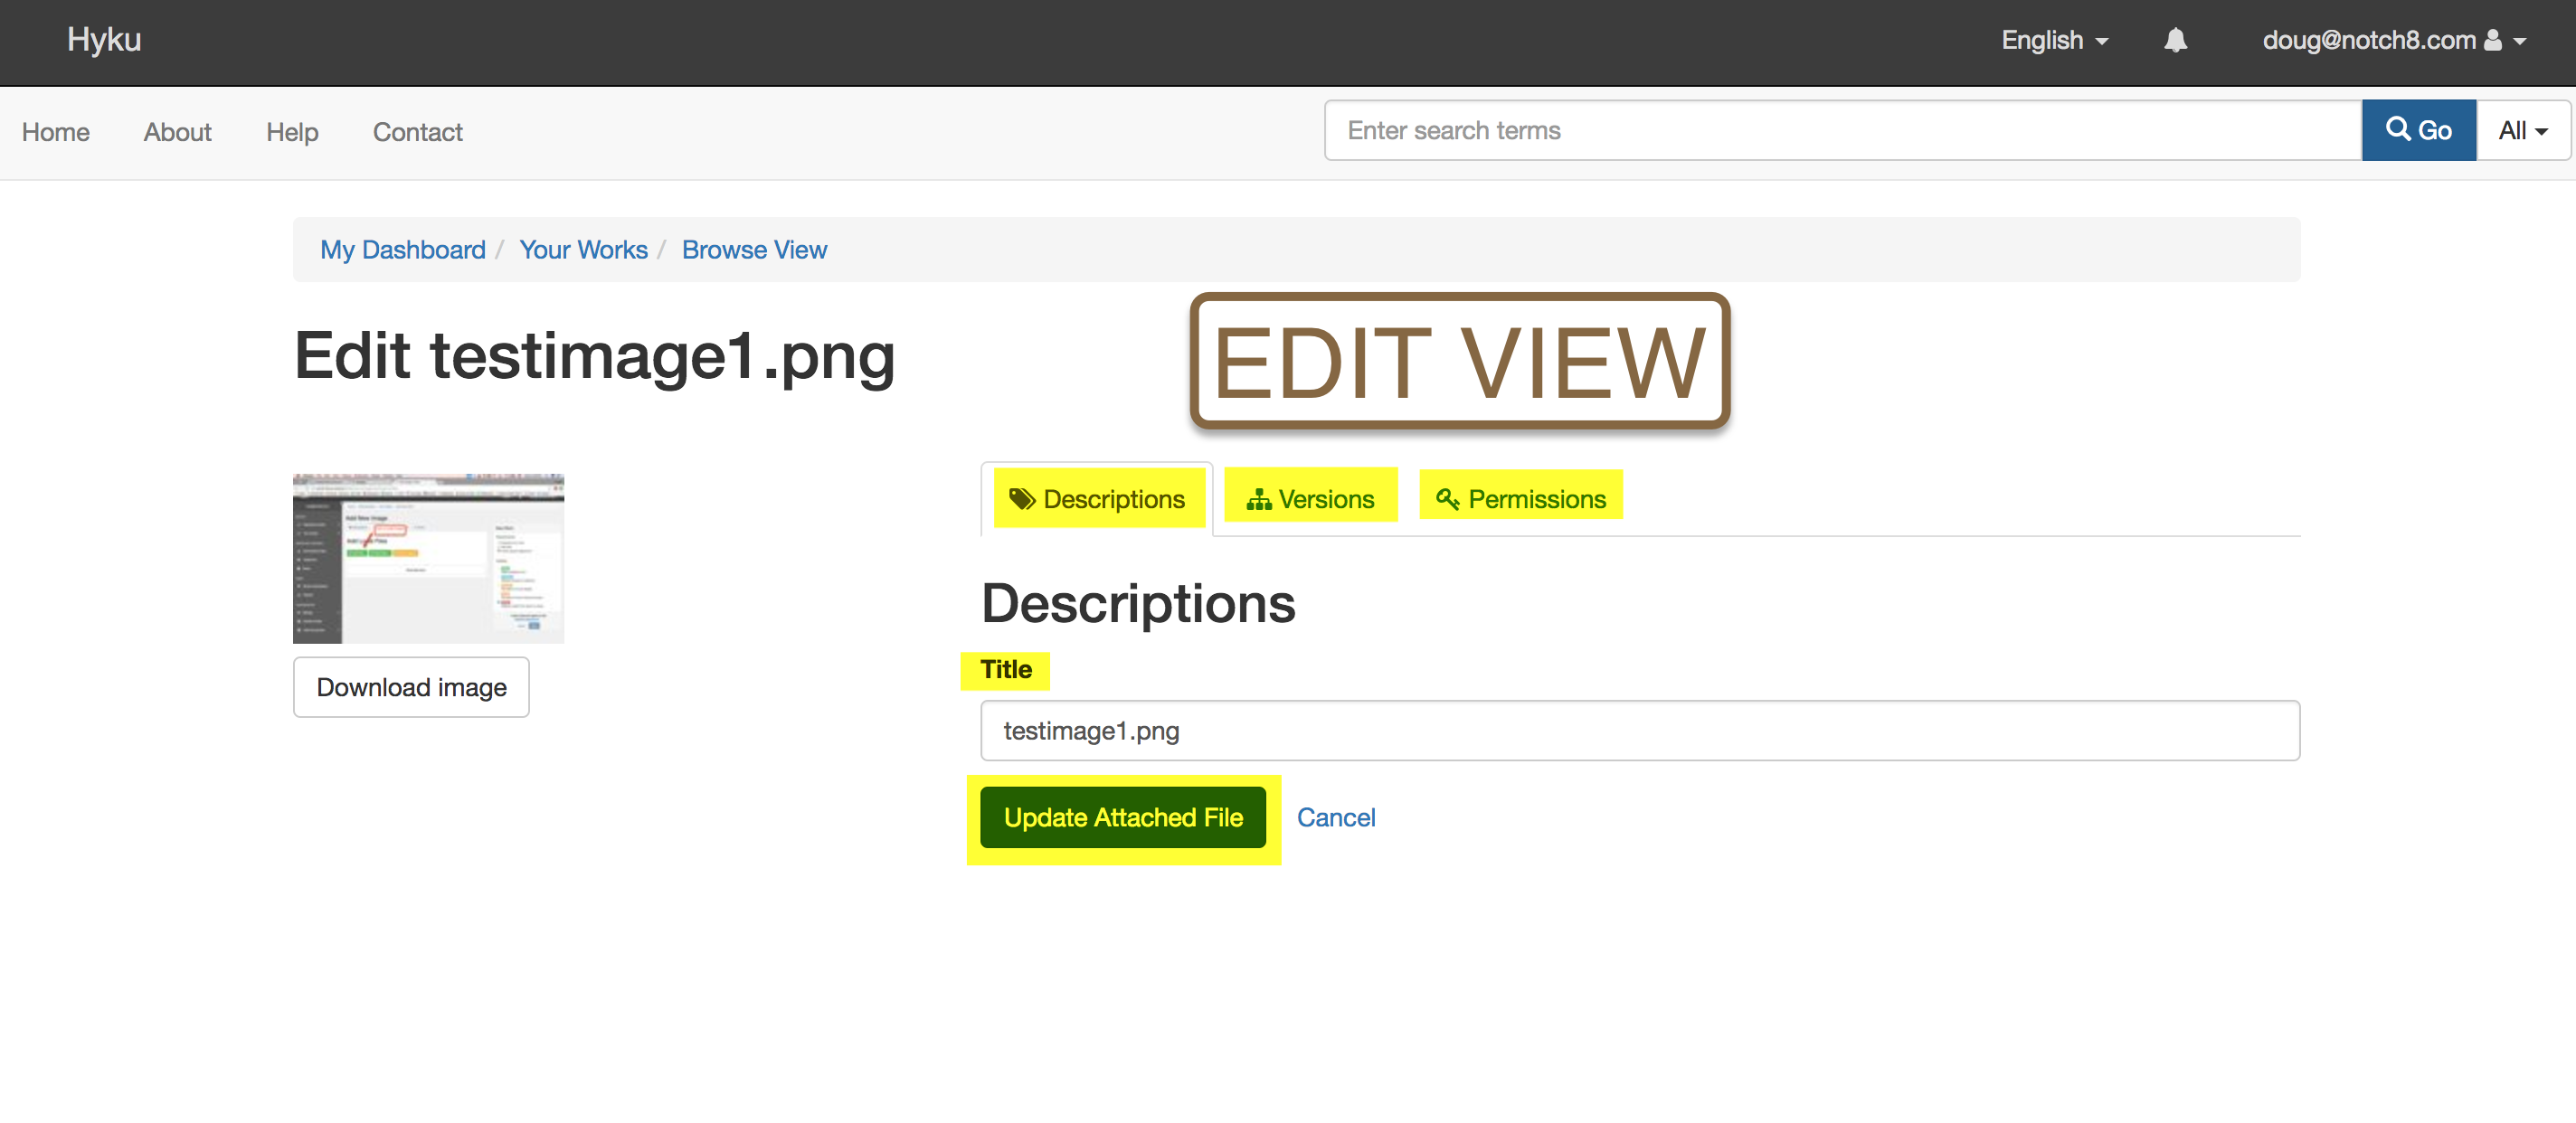 Hyku
English
doug@notch8.com
Home About Help Contact
Enter search terms
Go
All
My Dashboard / Your Works / Browse View
Edit testimage1.png
EDIT VIEW
Descriptions Versions Permissions
Descriptions
Title
testimage1.png
Download image
Update Attached File Cancel